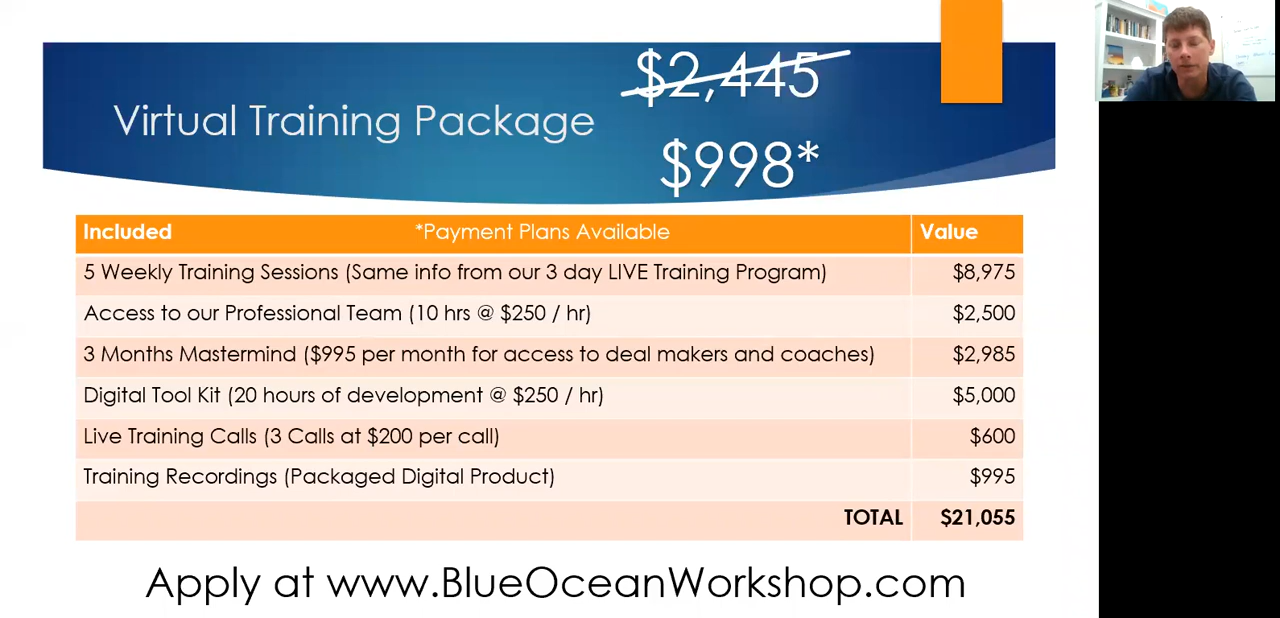 $2,445
Virtual Training Package
$998*
Included *Payment Plans Available Value
5 Weekly Training Sessions (Same info from our 3 day LIVE Training Program) $8,975
Access to our Professional Team (10 hrs @ $250 / hr) $2,500
3 Months Mastermind ($995 per month for access to deal makers and coaches) $2,985
Digital Tool Kit (20 hours of development @ $250 / hr) $5,000
Live Training Calls (3 Calls at $200 per call) $600
Training Recordings (Packaged Digital Product) $995
TOTAL $21,055
Apply at www.BlueOceanWorkshop.com